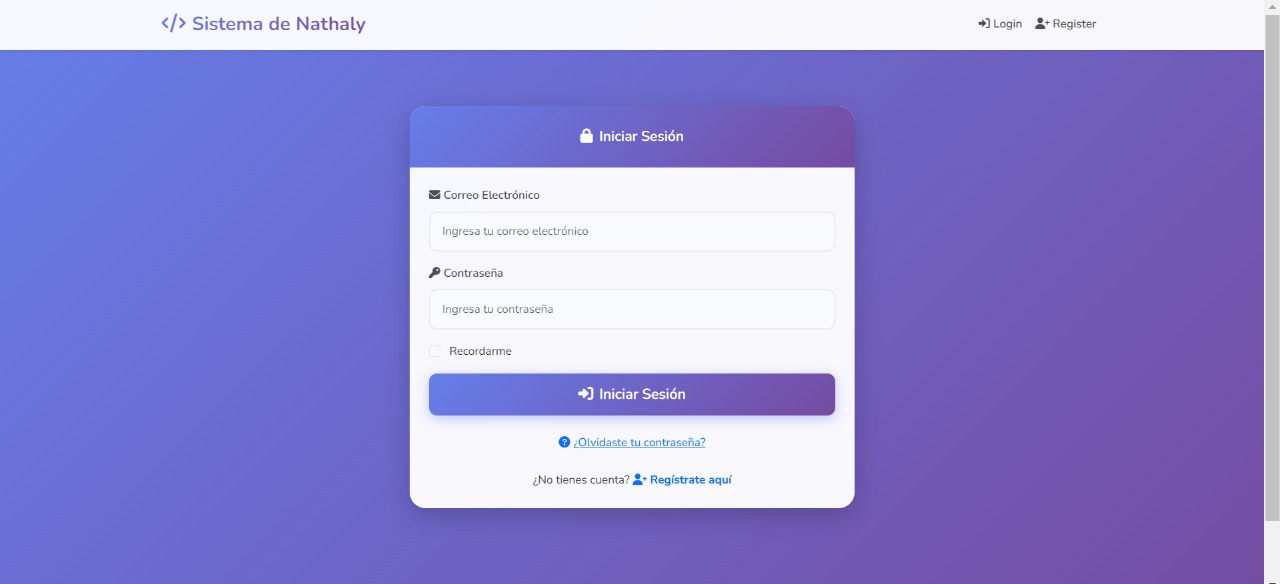 Sistema de Nathaly
Login
Register
Iniciar Sesión
Correo Electrónico
Ingresa tu correo electrónico
Contraseña
Ingresa tu contraseña
Recordarme
Iniciar Sesión
¿Olvidaste tu contraseña?
¿No tienes cuenta? Regístrate aquí